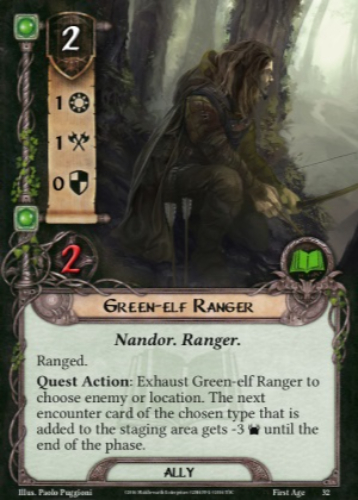 2
1
1
0
2
Green-elf Ranger
Nandor. Ranger.
Ranged.
Quest Action: Exhaust Green-elf Ranger to
choose enemy or location. The next
encounter card of the chosen type that is
added to the staging area gets -3 until the
end of the phase.
Ally
Illus. Paolo Puggioni
First Age
32